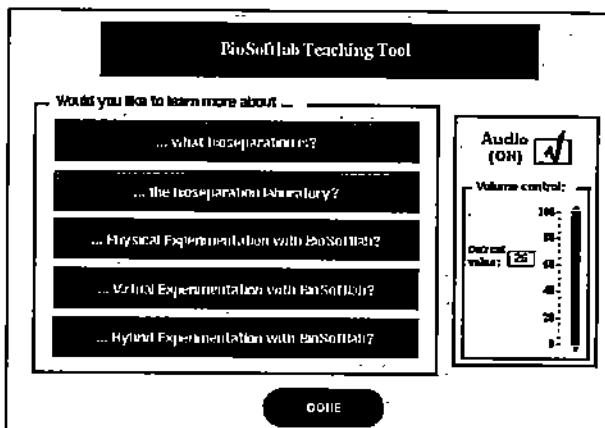 BioSoftlab Teaching Tool
Would you like to learn more about ...
... what bioseparation is?
... the bioseparation laboratory?
... Physical Experimentation with BioSoftlab?
... Virtual Experimentation with BioSoftlab?
... Hybrid Experimentation with BioSoftlab?
DONE
Audio
(ON)
Volume control:
100
80
60
40
20
0
Current
value: